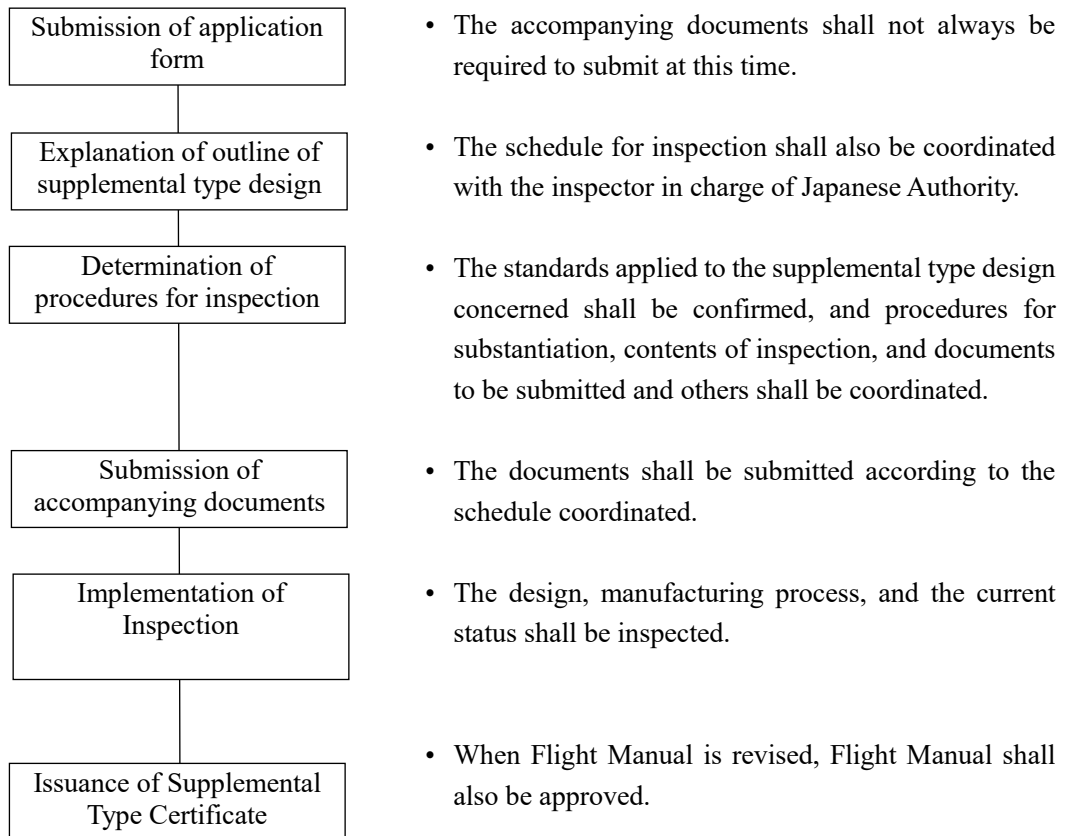 Submission of application
form
• The accompanying documents shall not always be
required to submit at this time.
Explanation of outline of
supplemental type design
• The schedule for inspection shall also be coordinated
with the inspector in charge of Japanese Authority.
Determination of
procedures for inspection
• The standards applied to the supplemental type design
concerned shall be confirmed, and procedures for
substantiation, contents of inspection, and documents
to be submitted and others shall be coordinated.
Submission of
accompanying documents
• The documents shall be submitted according to the
schedule coordinated.
Implementation of
Inspection
• The design, manufacturing process, and the current
status shall be inspected.
Issuance of Supplemental
Type Certificate
• When Flight Manual is revised, Flight Manual shall
also be approved.